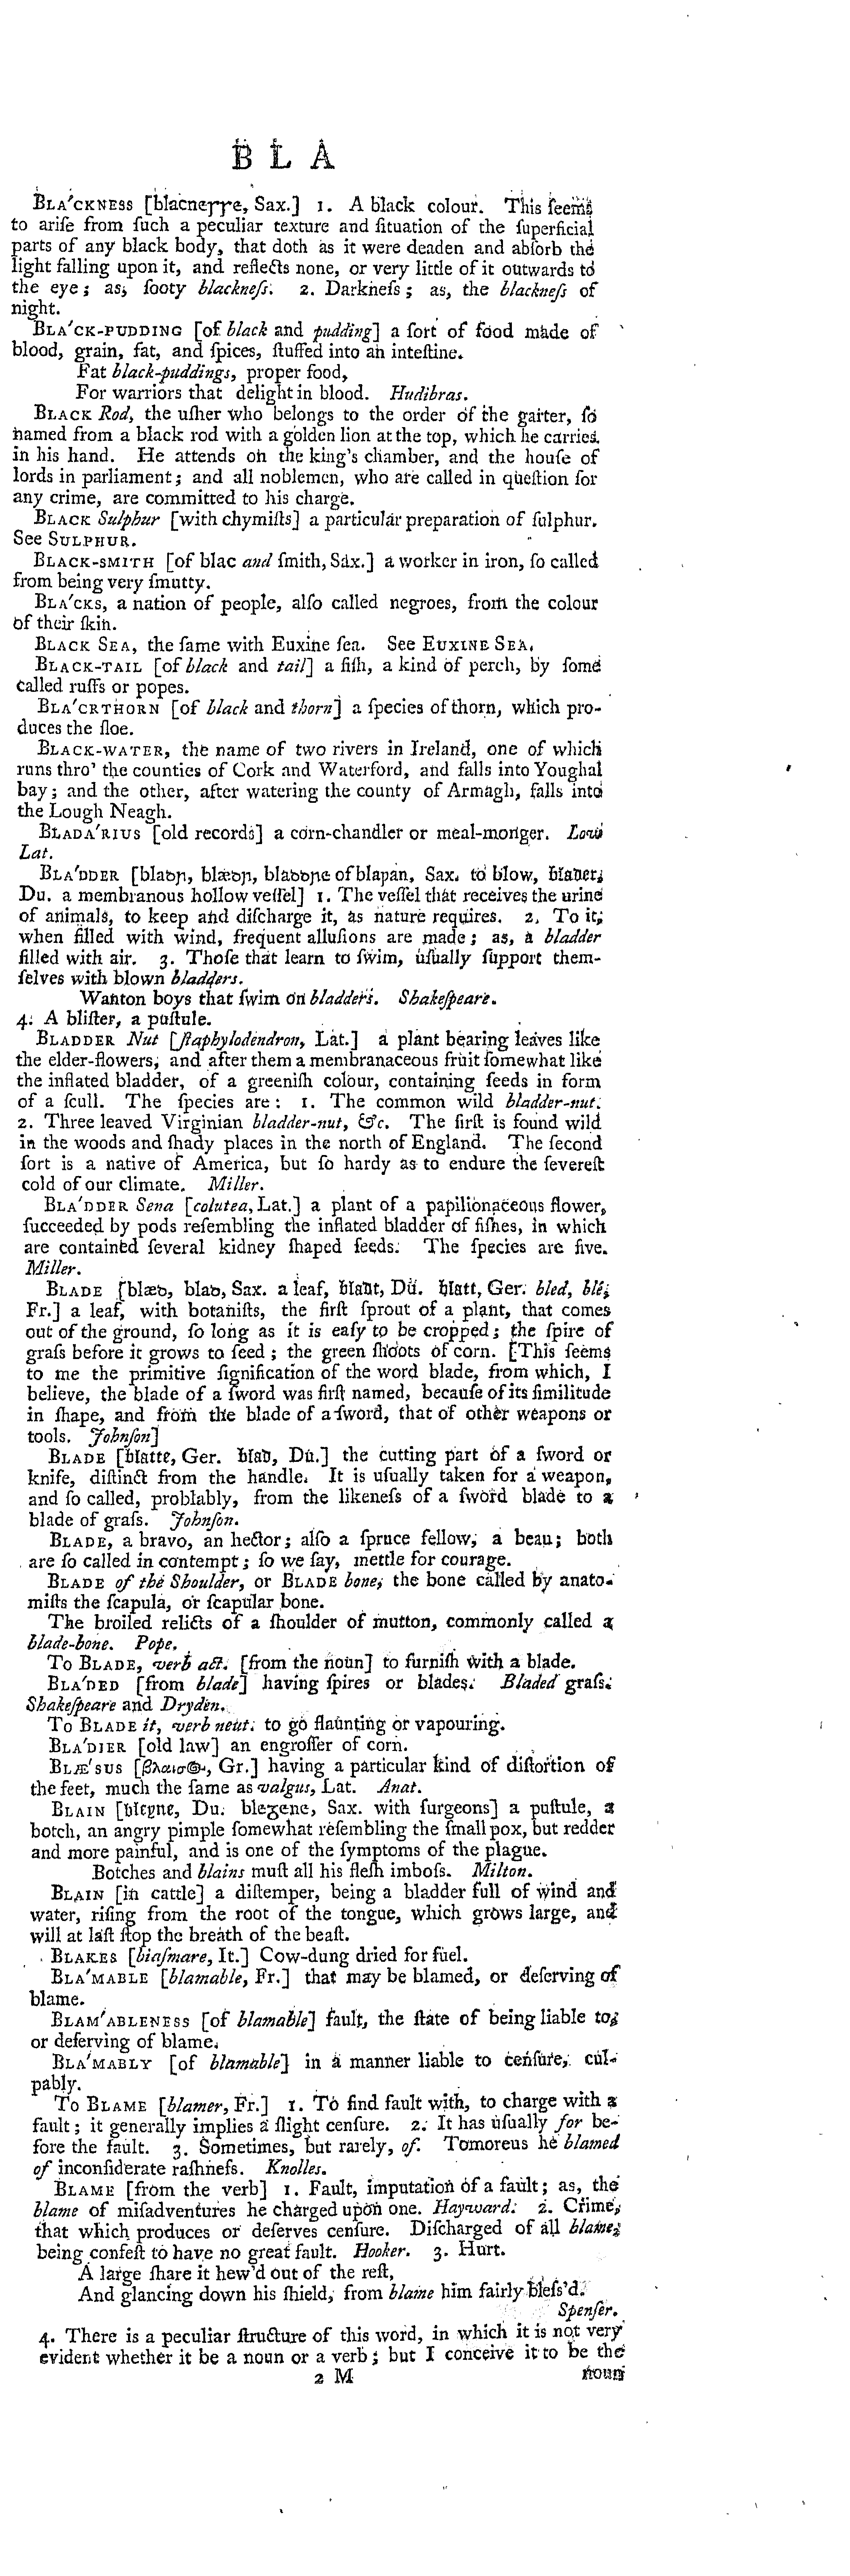 B L A
BLA′CKNESS [blacneꞅꞅe, Sax.] 1. A black colour. This ſeems
to ariſe from ſuch a peculiar texture and ſituation of the ſuperficial
parts of any black body, that doth as it were deaden and abſorb the
light falling upon it, and reflects none, or very little of it outwards to
the eye; as, ſooty blackneſs. 2. Darkneſs; as, the blackneſs of
night.
BLA′CK-PUDDING [of black and pudding] a ſort of food made of
blood, grain, fat, and ſpices, ſtuffed into an inteſtine.
Fat black-puddings, proper food,
For warriors that delight in blood. Hudibras.
BLACK Rod, the uſher who belongs to the order of the garter, ſo
named from a black rod with a golden lion at the top, which he carries
in his hand. He attends on the king's chamber, and the houſe of
lords in parliament; and all noblemen, who are called in queſtion for
any crime, are committed to his charge.
BLACK Sulphur [with chymiſts] a particular preparation of ſulphur.
See SULPHUR.
BLACK-SMITH [of blac and ſmith, Sax.] a worker in iron, ſo called
from being very ſmutty.
BLA′CKS, a nation of people, alſo called negroes, from the colour
of their ſkin.
BLACK SEA, the ſame with Euxine ſea. See EUXINE SEA.
BLACK-TAIL [of black and tail] a fiſh, a kind of perch, by ſome
called ruffs or popes.
BLA′CRTHORN [of black and thorn] a ſpecies of thorn, which pro-
duces the ſloe.
BLACK-WATER, the name of two rivers in Ireland, one of which
runs thro' the counties of Cork and Waterford, and falls into Youghal
bay; and the other, after watering the county of Armagh, falls into
the Lough Neagh.
BLADA′RIUS [old records] a corn-chandler or meal-monger. Low
Lat.
BLA′DDER [blaꝺꞃ, blæꝺꞃ, blaꝺꝺꞃe of blapan, Sax. to blow, blader,
Du. a membranous hollow veſſel] 1. The veſſel that receives the urine
of animals, to keep and diſcharge it, as nature requires. 2. To it,
when filled with wind, frequent alluſions are made; as, a bladder
filled with air. 3. Thoſe that learn to ſwim, uſually ſupport them-
ſelves with blown bladders.
Wanton boys that ſwim on bladders. Shakeſpeare.
4. A bliſter, a puſtule.
BLADDER Nut [ſtaphylodendron, Lat.] a plant bearing leaves like
the elder-flowers, and after them a membranaceous fruit ſomewhat like
the inflated bladder, of a greeniſh colour, containing ſeeds in form
of a ſcull. The ſpecies are: 1. The common wild bladder-nut.
2. Three leaved Virginian bladder-nut, &c. The firſt is found wild
in the woods and ſhady places in the north of England. The ſecond
ſort is a native of America, but ſo hardy as to endure the ſevereſt
cold of our climate. Miller.
BLA′DDER Sena [colutea, Lat.] a plant of a papilionaceous flower,
ſucceeded by pods reſembling the inflated bladder of fiſhes, in which
are contained ſeveral kidney ſhaped ſeeds. The ſpecies are five.
Miller.
BLADE [blæꝺ, blaꝺ, Sax. a leaf, bladt, Du. blatt, Ger. bled, blé,
Fr.] a leaf, with botaniſts, the firſt ſprout of a plant, that comes
out of the ground, ſo long as it is eaſy to be cropped; the ſpire of
graſs before it grows to ſeed; the green ſhoots of corn. [This ſeems
to me the primitive ſignification of the word blade, from which, I
believe, the blade of a ſword was firſt named, becauſe of its ſimilitude
in ſhape, and from the blade of a ſword, that of other weapons or
tools. Johnſon]
BLADE [blatte, Ger. blad, Du.] the cutting part of a ſword or
knife, diſtinct from the handle. It is uſually taken for a weapon,
and ſo called, problably, from the likeneſs of a ſword blade to a
blade of graſs. Johnſon.
BLADE, a bravo, an hector; alſo a ſpruce fellow, a beau; both
are ſo called in contempt; ſo we ſay, mettle for courage.
BLADE of the Shoulder, or BLADE bone, the bone called by anato-
miſts the ſcapula, or ſcapular bone.
The broiled relicts of a ſhoulder of mutton, commonly called a
blade-bone. Pope.
To BLADE, verb act. [from the noun] to furniſh with a blade.
BLA′DED [from blade] having ſpires or blades. Bladed graſs.
Shakeſpeare and Dryden.
To BLADE it, verb neut. to go flaunting or vapouring.
BLA′DIER [old law] an engroſſer of corn.
BLÆ′SUS [βλαισος, Gr.] having a particular kind of diſtortion of
the feet, much the ſame as valgus, Lat. Anat.
BLAIN [bleyne, Du. bleᵹene, Sax. with ſurgeons] a puſtule, a
botch, an angry pimple ſomewhat reſembling the ſmall pox, but redder
and more painful, and is one of the ſymptoms of the plague.
Botches and blains muſt all his fleſh imboſs. Milton.
BLAIN [in cattle] a diſtemper, being a bladder full of wind and
water, riſing from the root of the tongue, which grows large, and
will at laſt ſtop the breath of the beaſt.
BLAKES [biaſmare, It.] Cow-dung dried for fuel.
BLA′MABLE [blamable, Fr.] that may be blamed, or deſerving of
blame.
BLAM′ABLENESS [of blamable] fault, the ſtate of being liable to,
or deſerving of blame.
BLA′MABLY [of blamable] in a manner liable to cenſure, cul-
pably.
To BLAME [blamer, Fr.] 1. To find fault with, to charge with a
fault; it generally implies a ſlight cenſure. 2. It has uſually for be-
fore the fault. 3. Sometimes, but rarely, of. Tomoreus he blamed
of inconſiderate raſhneſs. Knolles.
BLAME [from the verb] 1. Fault, imputation of a fault; as, the
blame of miſadventures he charged upon one. Hayward. 2. Crime,
that which produces or deſerves cenſure. Diſcharged of all blame,
being confeſt to have no great fault. Hooker. 3. Hurt.
A large ſhare it hew'd out of the reſt,
And glancing down his ſhield, from blame him fairly bleſs'd.
Spenſer.
4. There is a peculiar ſtructure of this word, in which it is not very
evident whether it be a noun or a verb; but I conceive it to be the
2 M noun